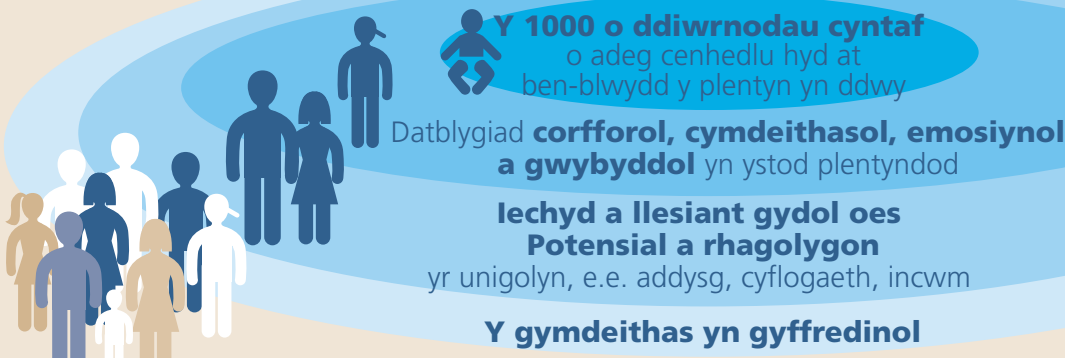 Y 1000 o ddiwrnodau cyntaf
o adeg cenhedlu hyd at
ben-blwydd y plentyn yn ddwy
Datblygiad corfforol, cymdeithasol, emosiynol
a gwybyddol yn ystod plentyndod
Iechyd a llesiant gydol oes
Potensial a rhagolygon
yr unigolyn, e.e. addysg, cyflogaeth, incwm
Y gymdeithas yn gyffredinol